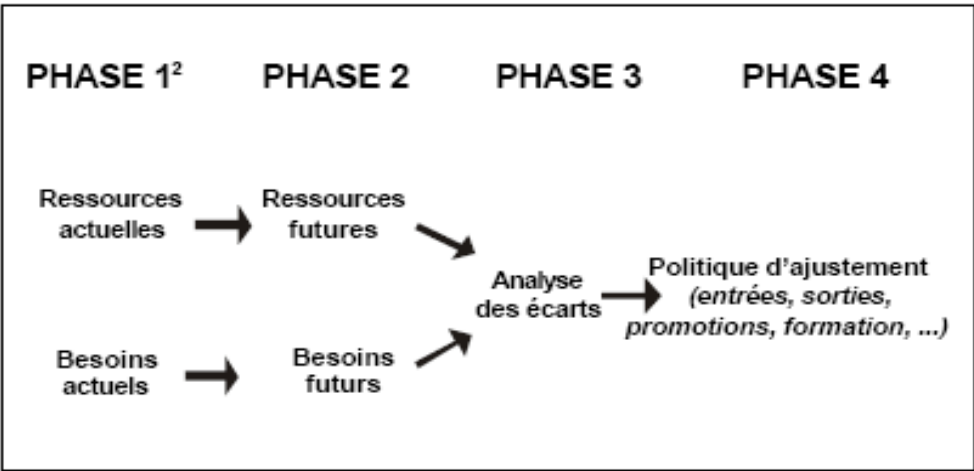 PHASE 1² PHASE 2 PHASE 3 PHASE 4
Ressources
actuelles
Ressources
futures
Besoins
actuels
Besoins
futurs
Analyse
des écarts
Politique d’ajustement
(entrées, sorties,
promotions, formation, ...)